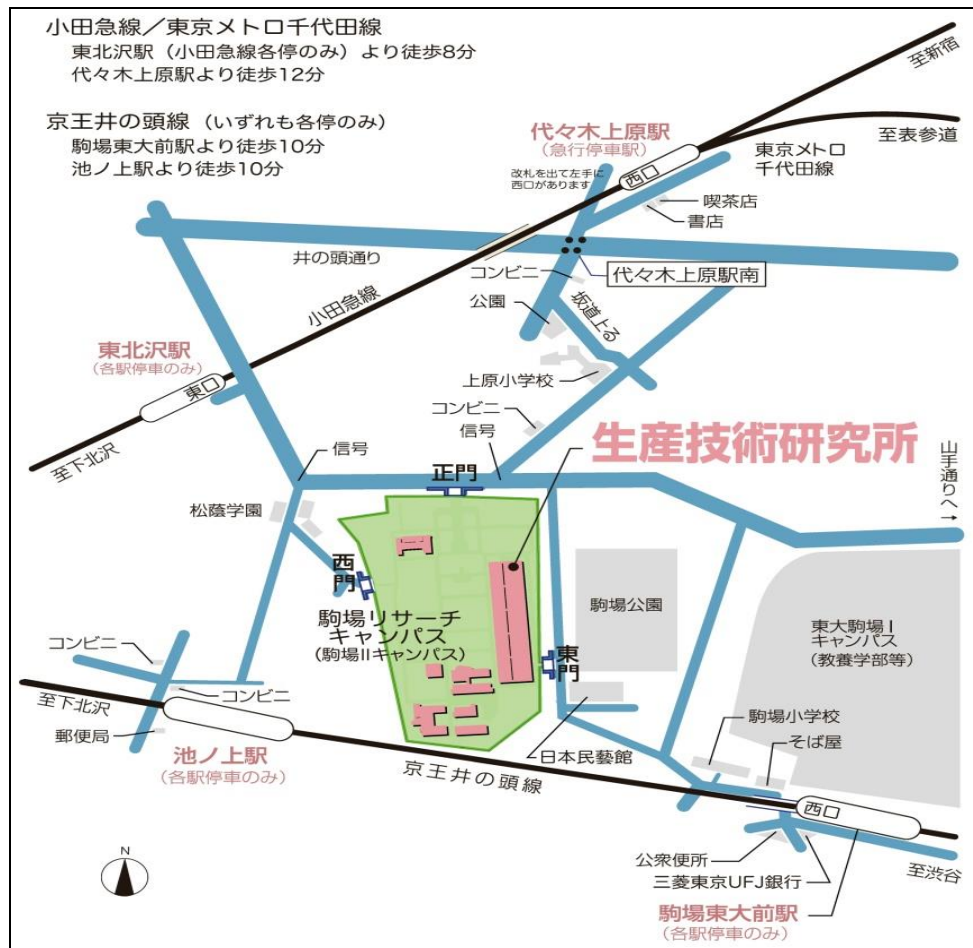 小田急線／東京メトロ千代田線
東北沢駅（小田急線各停のみ）より徒歩8分
代々木上原駅より徒歩12分
京王井の頭線（いずれも各停のみ）
駒場東大前駅より徒歩10分
池ノ上駅より徒歩10分
至新宿
代々木上原駅
（急行停車駅）
至表参道
東京メトロ
千代田線
西口
改札を出て左手に
西口があります
喫茶店
書店
井の頭通り
コンビニ
代々木上原駅南
小田急線
公園
坂道上る
東北沢駅
（各駅停車のみ）
東口
上原小学校
コンビニ
至下北沢
信号
信号
生産技術研究所
山手通りへ→
正門
松蔭学園
西門
駒場リサーチ
キャンパス
（駒場IIキャンパス）
駒場公園
東大駒場I
キャンパス
（教養学部等）
東門
コンビニ
至下北沢
コンビニ
郵便局
池ノ上駅
（各駅停車のみ）
京王井の頭線
日本民藝館
駒場小学校
そば屋
西口
公衆便所
三菱東京UFJ銀行
至渋谷
駒場東大前駅
（各駅停車のみ）
N